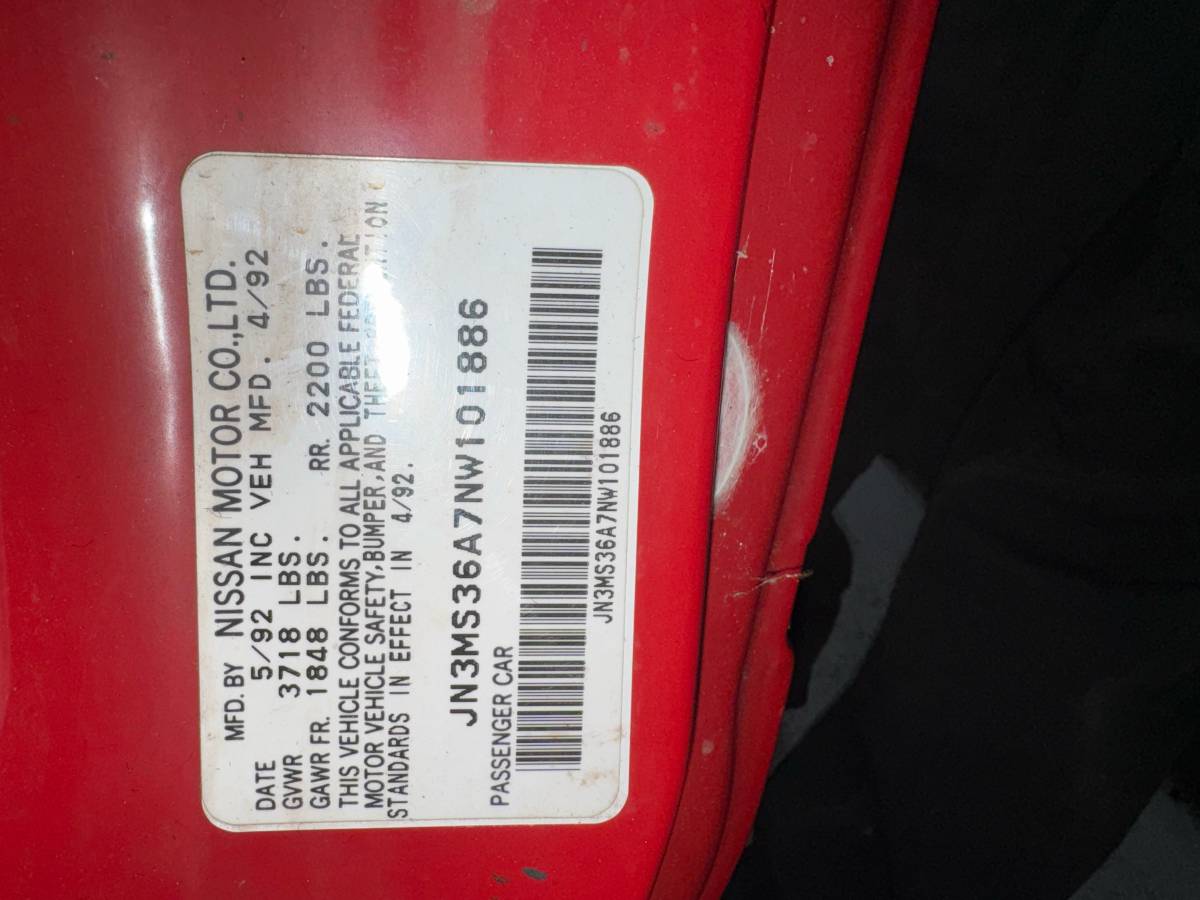 MFD. BY NISSAN MOTOR CO.,LTD.
DATE 5/92 INC VEH MFD. 4/92
GVWR 3718 LBS.
GAWR FR. 1848 LBS. RR. 2200 LBS.
THIS VEHICLE CONFORMS TO ALL APPLICABLE FEDERAL
MOTOR VEHICLE SAFETY,BUMPER,AND THEFT PREVENTION
STANDARDS IN EFFECT IN 4/92.
JN3MS36A7NW101886
PASSENGER CAR
JN3MS36A7NW101886